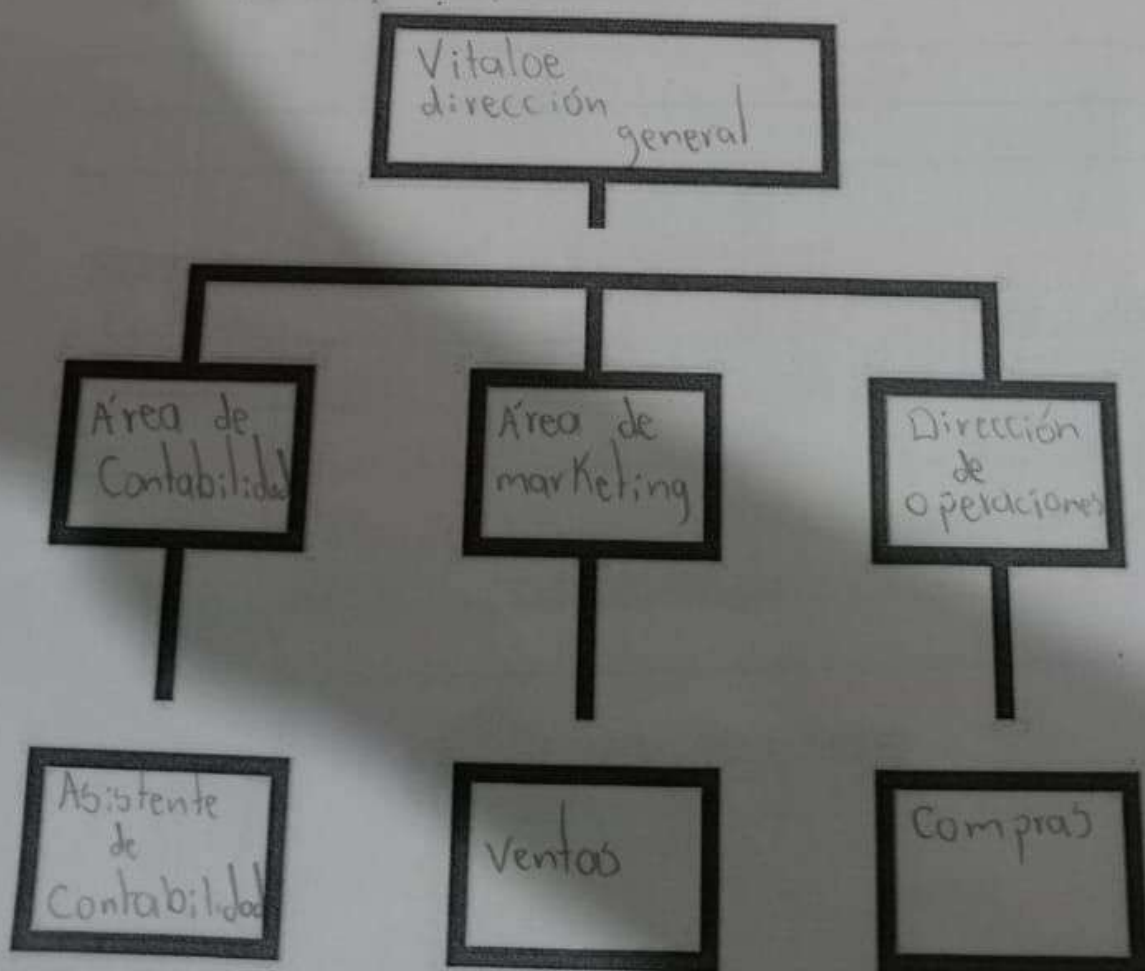 Vitaloe
dirección
general
Área de
Contabilidad
Área de
marketing
Dirección
de
operaciones
Asistente
de
contabilidad
Ventas
Compras